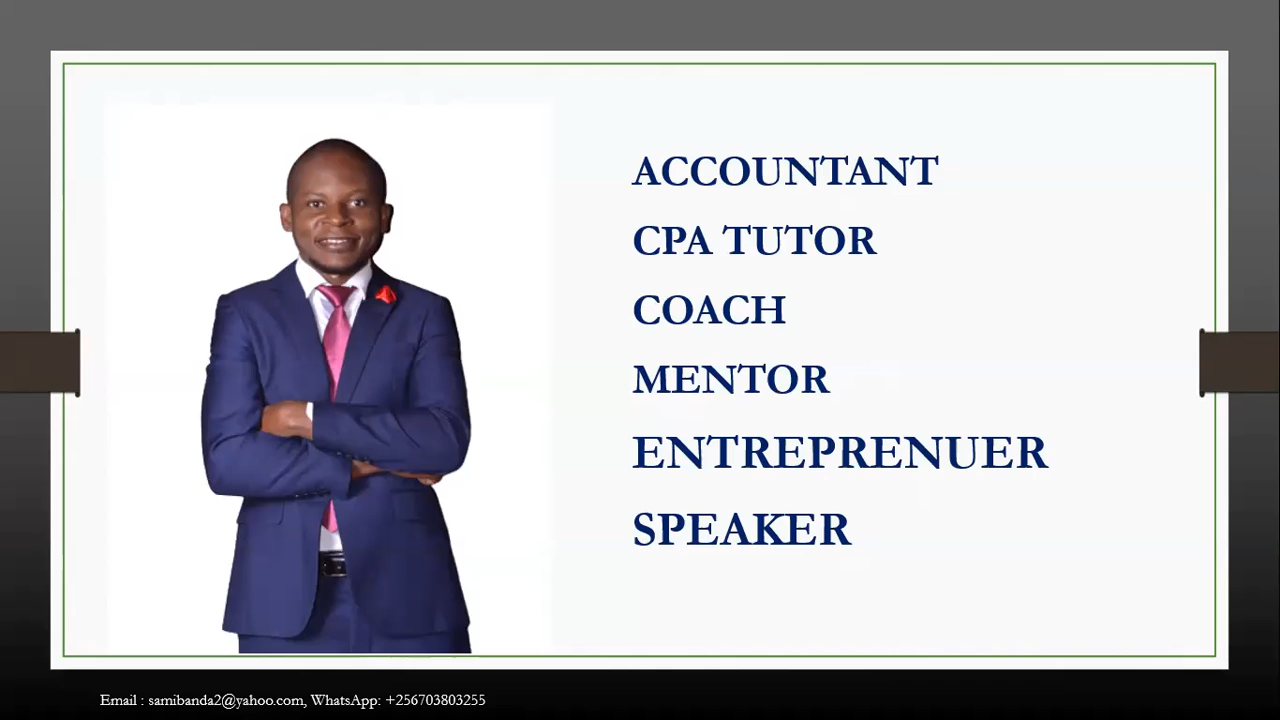 ACCOUNTANT
CPA TUTOR
COACH
MENTOR
ENTREPRENUER
SPEAKER
Email : samibanda2@yahoo.com, WhatsApp: +256703803255